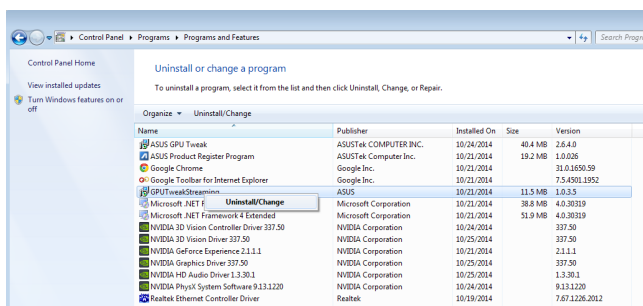 Control Panel ▸ Programs ▸ Programs and Features
Search Progr
Control Panel Home
View installed updates
Turn Windows features on or
off
Uninstall or change a program
To uninstall a program, select it from the list and then click Uninstall, Change, or Repair.
Organize Uninstall/Change
Name Publisher Installed On Size Version
ASUS GPU Tweak ASUSTek COMPUTER INC. 10/24/2014 40.4 MB 2.6.4.0
ASUS Product Register Program ASUSTek Computer Inc. 10/21/2014 19.2 MB 1.0.026
Google Chrome Google Inc. 10/21/2014 31.0.1650.59
Google Toolbar for Internet Explorer Google Inc. 10/21/2014 7.5.4501.1952
GPUTweakStreaming ASUS 10/21/2014 11.5 MB 1.0.3.5
Uninstall/Change
Microsoft .NET F Microsoft Corporation 10/21/2014 38.8 MB 4.0.30319
Microsoft .NET Framework 4 Extended Microsoft Corporation 10/21/2014 51.9 MB 4.0.30319
NVIDIA 3D Vision Controller Driver 337.50 NVIDIA Corporation 10/24/2014 337.50
NVIDIA 3D Vision Driver 337.50 NVIDIA Corporation 10/25/2014 337.50
NVIDIA GeForce Experience 2.1.1.1 NVIDIA Corporation 10/21/2014 2.1.1.1
NVIDIA Graphics Driver 337.50 NVIDIA Corporation 10/25/2014 337.50
NVIDIA HD Audio Driver 1.3.30.1 NVIDIA Corporation 10/25/2014 1.3.30.1
NVIDIA PhysX System Software 9.13.1220 NVIDIA Corporation 10/24/2014 9.13.1220
Realtek Ethernet Controller Driver Realtek 10/19/2014 7.67.1226.2012